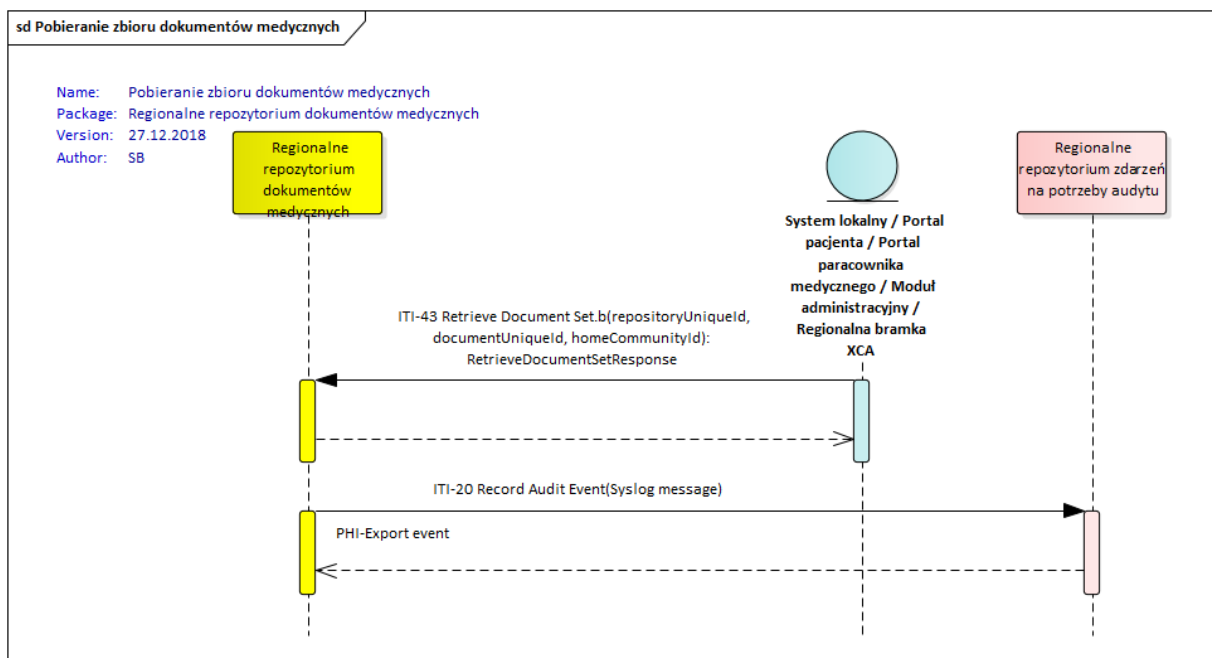 sd Pobieranie zbioru dokumentów medycznych
Name: Pobieranie zbioru dokumentów medycznych
Package: Regionalne repozytorium dokumentów medycznych
Version: 27.12.2018
Author: SB
Regionalne
repozytorium
dokumentów
medycznych
System lokalny / Portal
pacjenta / Portal
paracownika
medycznego / Moduł
administracyjny /
Regionalna bramka
XCA
Regionalne
repozytorium zdarzeń
na potrzeby audytu
ITI-43 Retrieve Document Set.b(repositoryUniqueId,
documentUniqueId, homeCommunityId):
RetrieveDocumentSetResponse
ITI-20 Record Audit Event(Syslog message)
PHI-Export event